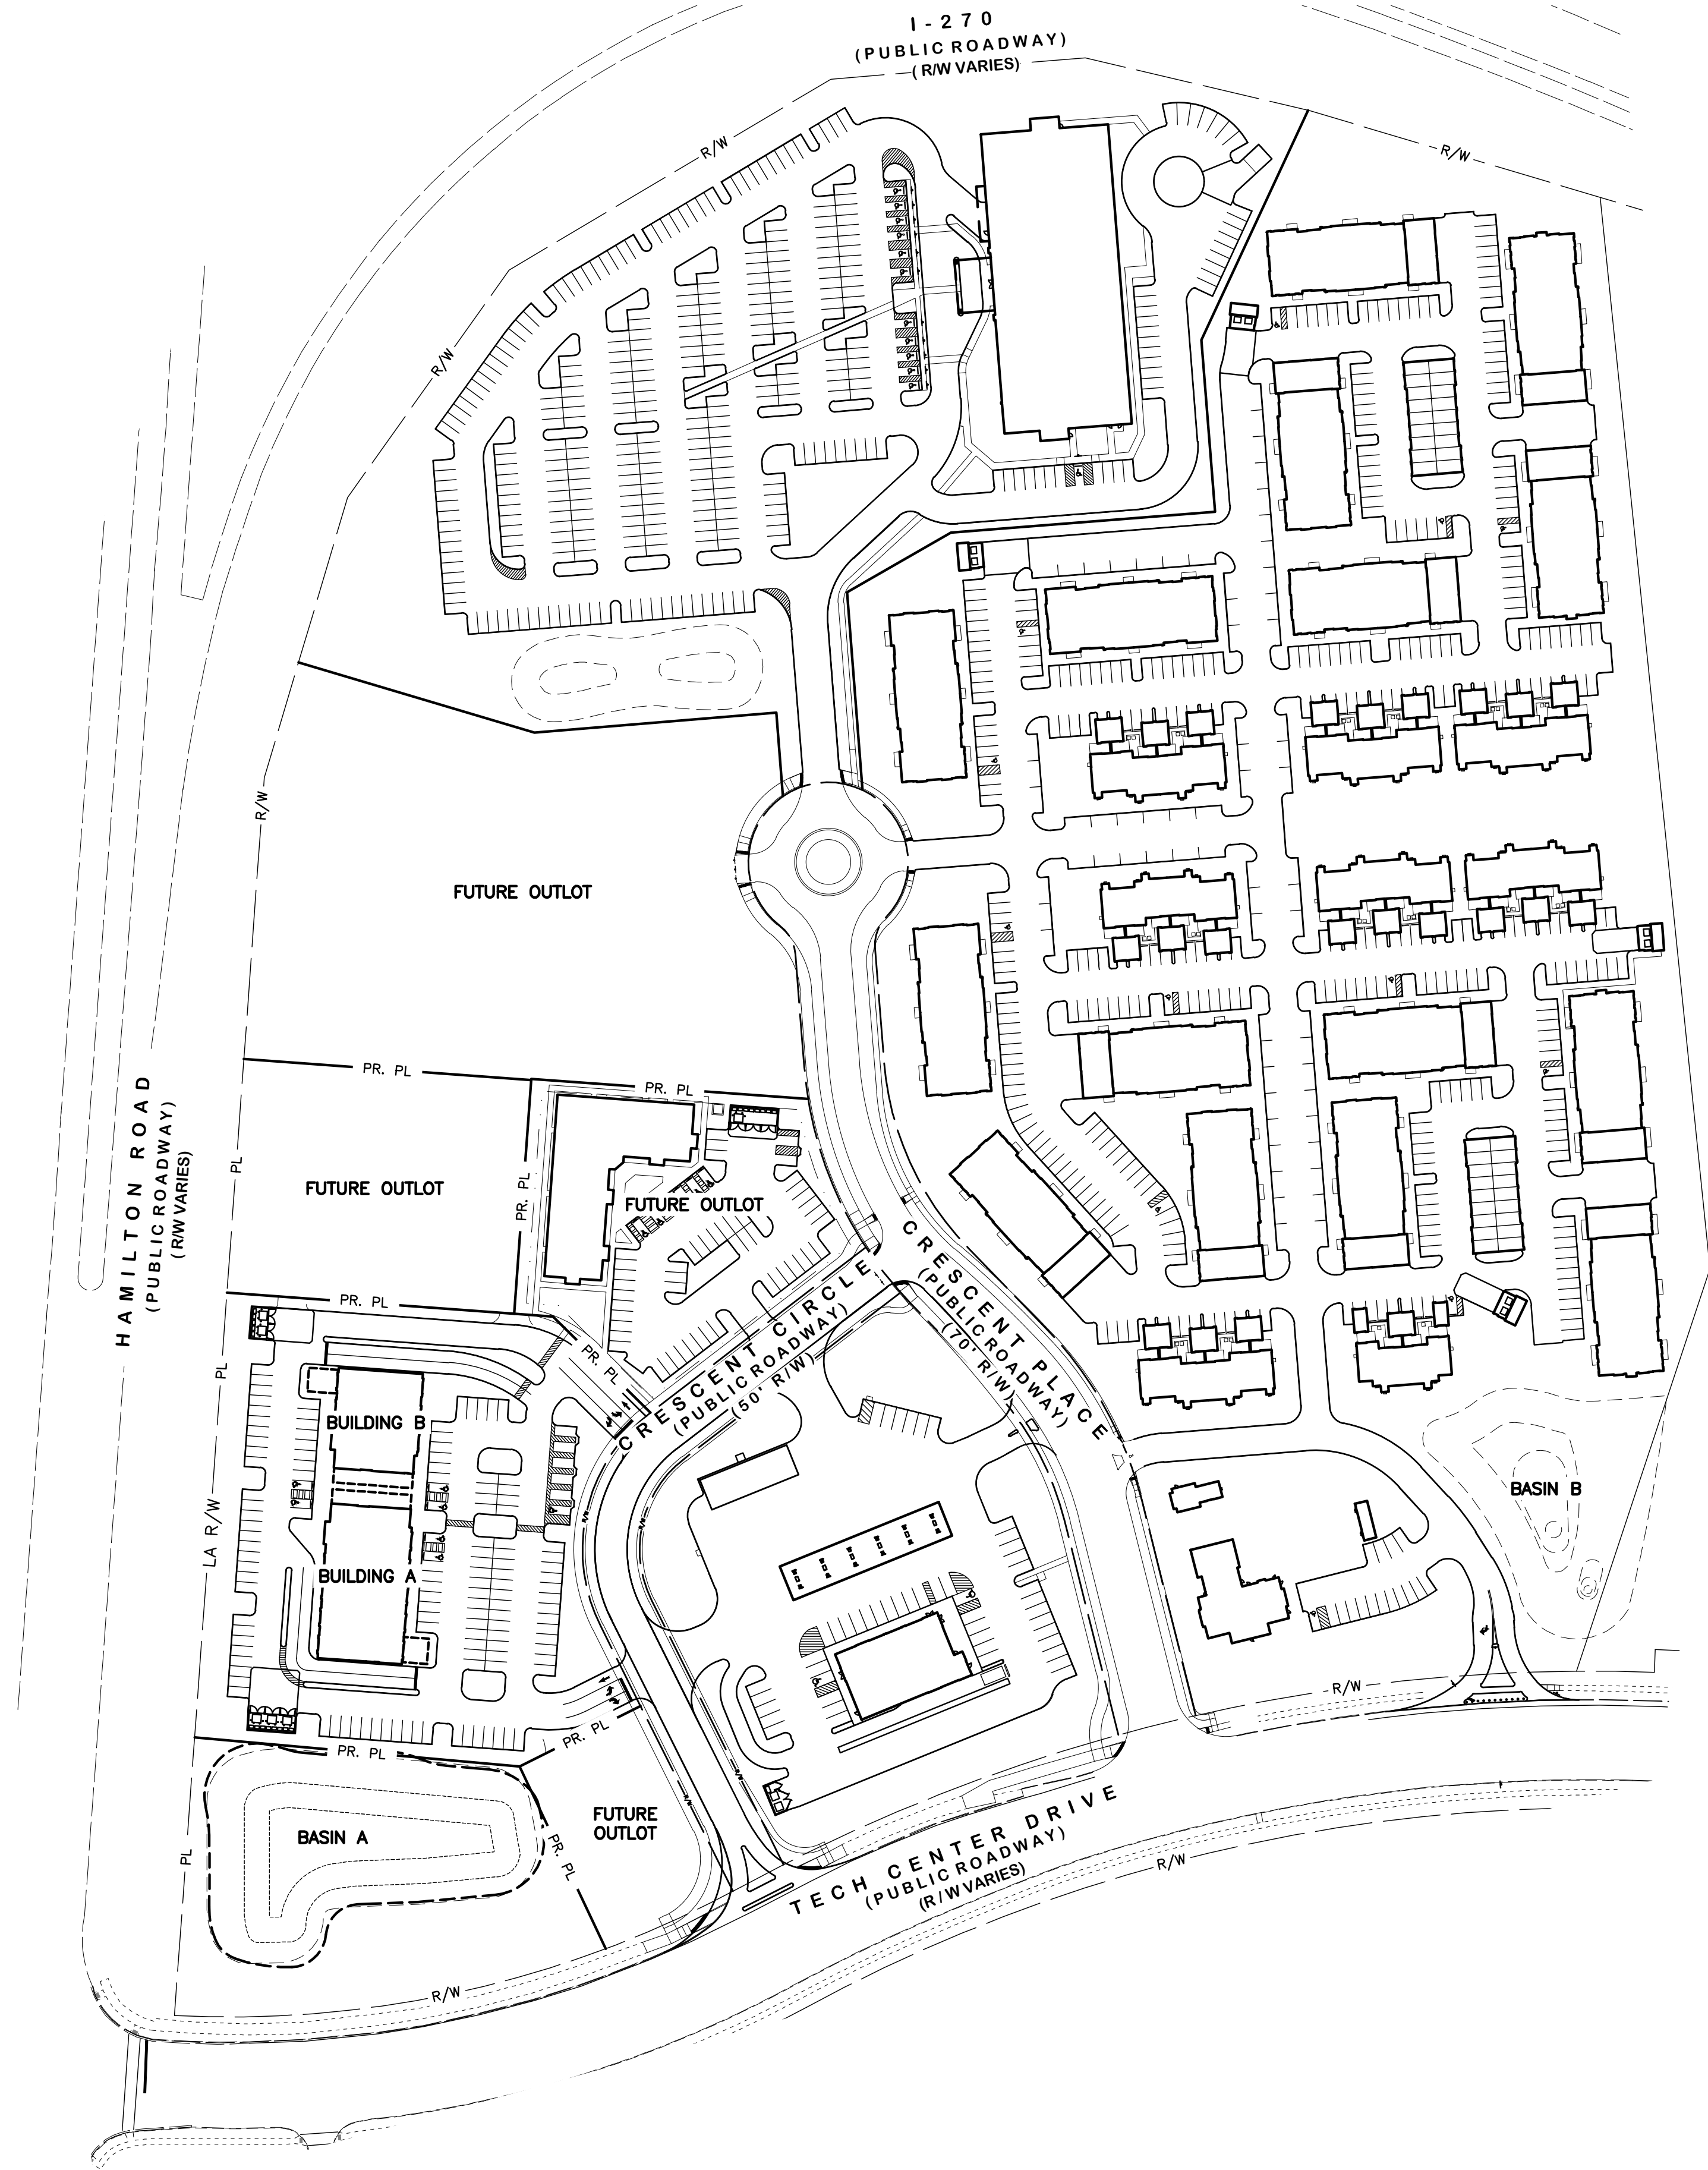 I-270
(PUBLIC ROADWAY)
(R/W VARIES)
R/W
R/W
R/W
R/W
FUTURE OUTLOT
PR. PL
PR. PL
HAMILTON ROAD
(PUBLIC ROADWAY)
(R/W VARIES)
PL
FUTURE OUTLOT
PR. PL
FUTURE OUTLOT
CRESCENT PLACE
(PUBLIC ROADWAY)
(70' R/W)
CRESCENT CIRCLE
(PUBLIC ROADWAY)
(50' R/W)
PR. PL
PR. PL
PL
BUILDING B
LA R/W
BUILDING A
BASIN B
R/W
PR. PL
PR. PL
FUTURE
OUTLOT
BASIN A
PR. PL
PL
TECH CENTER DRIVE
(PUBLIC ROADWAY)
(R/W VARIES)
R/W
R/W